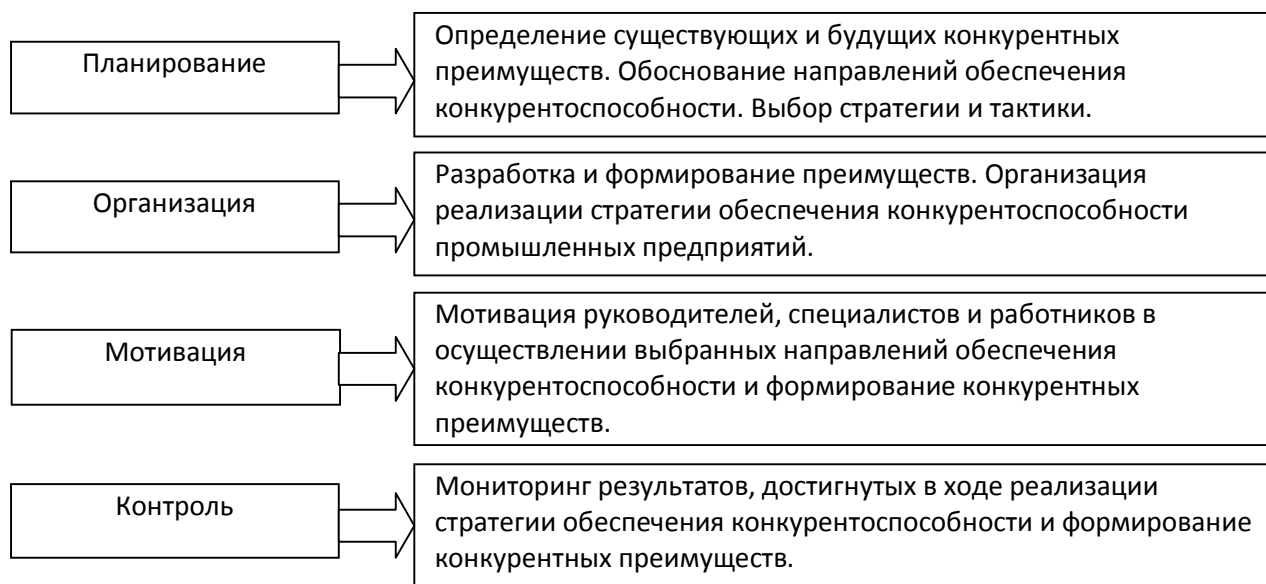 Планирование
Определение существующих и будущих конкурентных
преимуществ. Обоснование направлений обеспечения
конкурентоспособности. Выбор стратегии и тактики.
Организация
Разработка и формирование преимуществ. Организация
реализации стратегии обеспечения конкурентоспособности
промышленных предприятий.
Мотивация
Мотивация руководителей, специалистов и работников в
осуществлении выбранных направлений обеспечения
конкурентоспособности и формирование конкурентных
преимуществ.
Контроль
Мониторинг результатов, достигнутых в ходе реализации
стратегии обеспечения конкурентоспособности и формирование
конкурентных преимуществ.